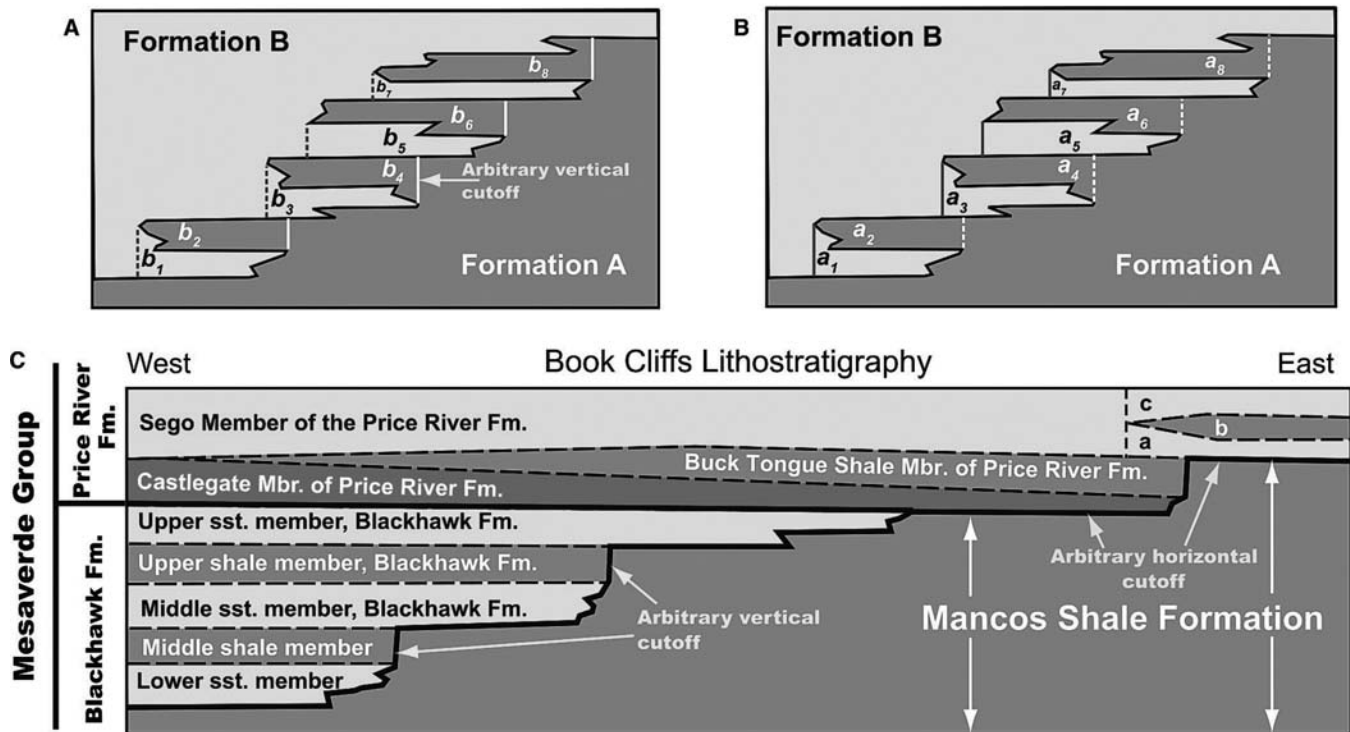 A
Formation B
b8
b7
b6
b5
b4
Arbitrary vertical
cutoff
b3
b2
b1
Formation A
B
Formation B
a8
a7
a6
a5
a4
a3
a2
a1
Formation A
C
West
Book Cliffs Lithostratigraphy
East
Mesaverde Group
Price River
Fm.
Blackhawk Fm.
Sego Member of the Price River Fm.
c
b
a
Buck Tongue Shale Mbr. of Price River Fm.
Castlegate Mbr. of Price River Fm.
Upper sst. member, Blackhawk Fm.
Upper shale member, Blackhawk Fm.
Middle sst. member, Blackhawk Fm.
Middle shale member
Lower sst. member
Arbitrary vertical
cutoff
Arbitrary horizontal
cutoff
Mancos Shale Formation